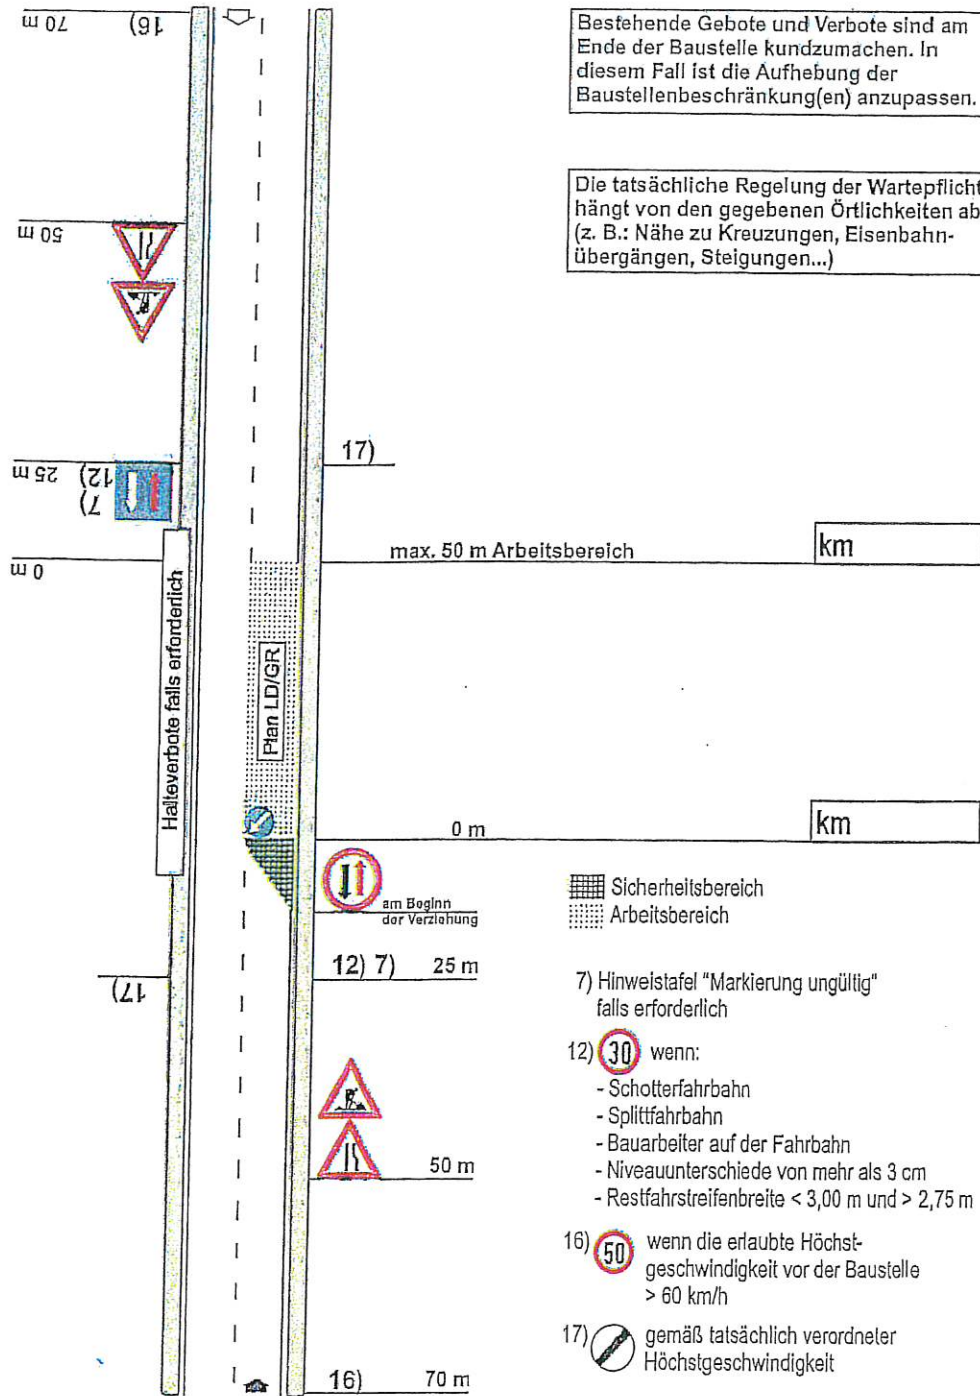 70 m
16)
Bestehende Gebote und Verbote sind am
Ende der Baustelle kundzumachen. In
diesem Fall ist die Aufhebung der
Baustellenbeschränkung(en) anzupassen.
Die tatsächliche Regelung der Wartepflicht
hängt von den gegebenen Örtlichkeiten ab
(z. B.: Nähe zu Kreuzungen, Eisenbahn-
übergängen, Steigungen...)
50 m
25 m
12)
7)
17)
0 m
max. 50 m Arbeitsbereich
km
Halteverbote falls erforderlich
Plan LD/GR
0 m
km
am Beginn
der Verziehung
Sicherheitsbereich
Arbeitsbereich
17)
12) 7) 25 m
7) Hinweistafel "Markierung ungültig"
falls erforderlich
12) 30 wenn:
- Schotterfahrbahn
- Splittfahrbahn
- Bauarbeiter auf der Fahrbahn
- Niveauunterschiede von mehr als 3 cm
- Restfahrstreifenbreite < 3,00 m und > 2,75 m
50 m
16) 50 wenn die erlaubte Höchst-
geschwindigkeit vor der Baustelle
> 60 km/h
17) gemäß tatsächlich verordneter
Höchstgeschwindigkeit
16) 70 m